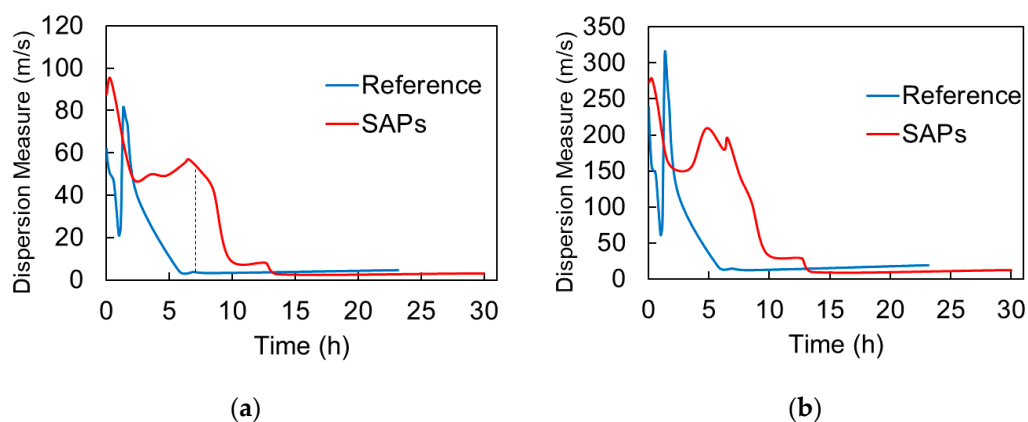 Dispersion Measure (m/s)
120
100
80
60
40
20
0
Reference
SAPs
0 5 10 15 20 25 30
Time (h)
(a)
Dispersion Measure (m/s)
350
300
250
200
150
100
50
0
Reference
SAPs
0 5 10 15 20 25 30
Time (h)
(b)